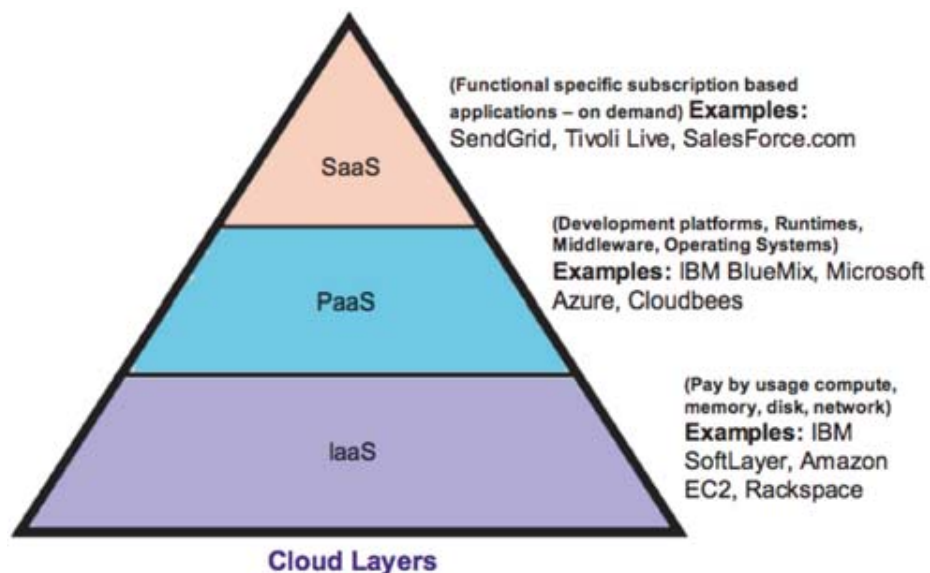 SaaS
(Functional specific subscription based
applications – on demand) Examples:
SendGrid, Tivoli Live, SalesForce.com
PaaS
(Development platforms, Runtimes,
Middleware, Operating Systems)
Examples: IBM BlueMix, Microsoft
Azure, Cloudbees
IaaS
(Pay by usage compute,
memory, disk, network)
Examples: IBM
SoftLayer, Amazon
EC2, Rackspace
Cloud Layers